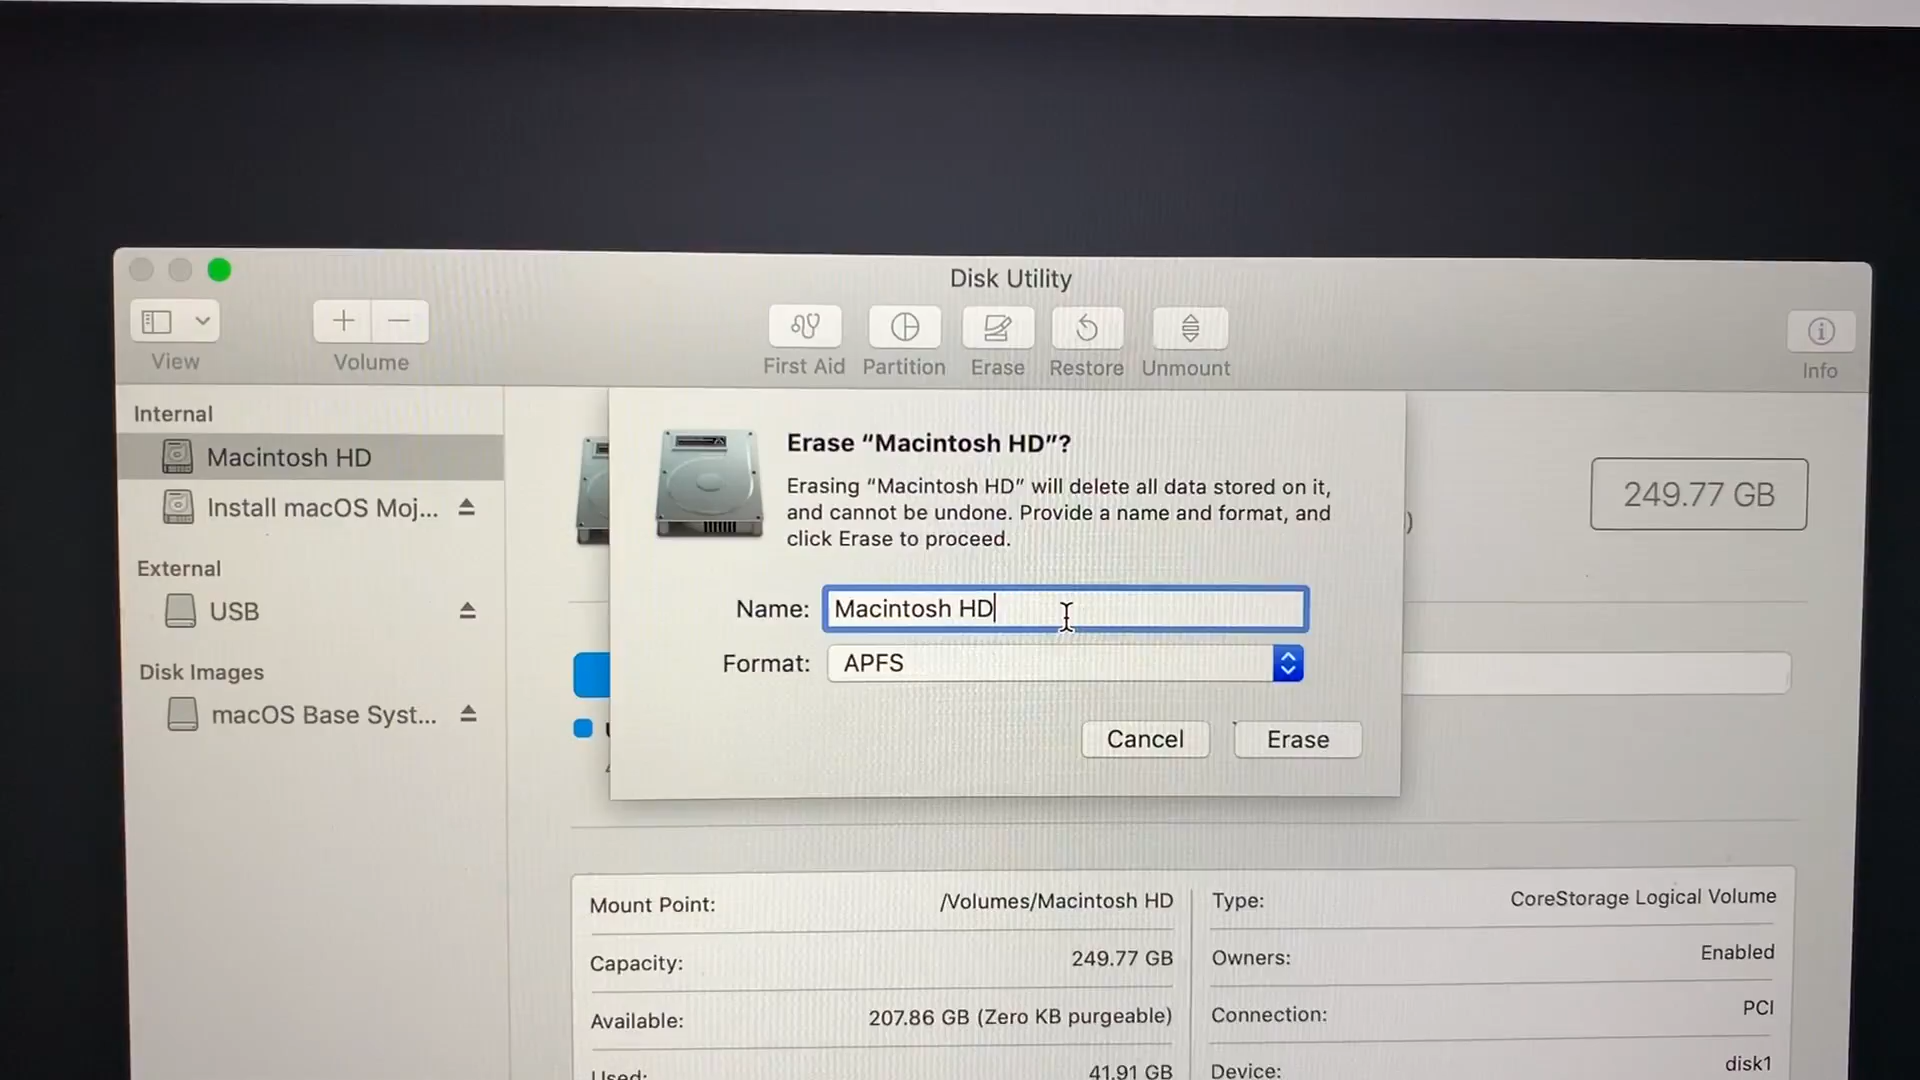 Disk Utility
View
Volume
First Aid
Partition
Erase
Restore
Unmount
Info
Internal
Macintosh HD
Install macOS Moj...
External
USB
Disk Images
macOS Base Syst...
Erase “Macintosh HD”?
Erasing “Macintosh HD” will delete all data stored on it,
and cannot be undone. Provide a name and format, and
click Erase to proceed.
Name: Macintosh HD
Format: APFS
Cancel
Erase
)
249.77 GB
Mount Point: /Volumes/Macintosh HD
Capacity: 249.77 GB
Available: 207.86 GB (Zero KB purgeable)
Used: 41.91 GB
Type: CoreStorage Logical Volume
Owners: Enabled
Connection: PCI
Device: disk1